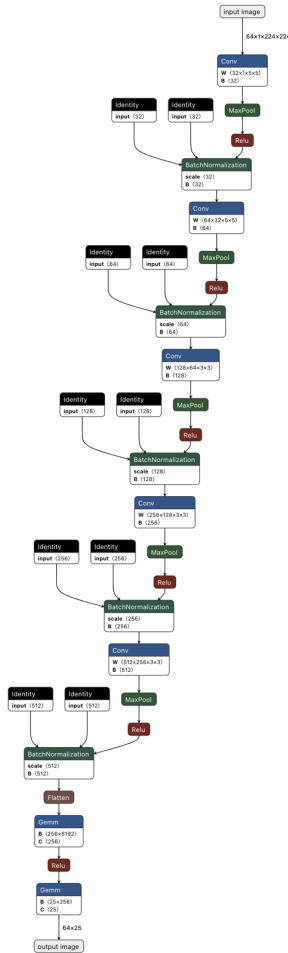 input image
64×1×224×224
Conv
W ⟨32×1×5×5⟩
B ⟨32⟩
MaxPool
Identity
input ⟨32⟩
Identity
input ⟨32⟩
Relu
BatchNormalization
scale ⟨32⟩
B ⟨32⟩
Conv
W ⟨64×32×5×5⟩
B ⟨64⟩
MaxPool
Identity
input ⟨64⟩
Identity
input ⟨64⟩
Relu
BatchNormalization
scale ⟨64⟩
B ⟨64⟩
Conv
W ⟨128×64×3×3⟩
B ⟨128⟩
MaxPool
Identity
input ⟨128⟩
Identity
input ⟨128⟩
Relu
BatchNormalization
scale ⟨128⟩
B ⟨128⟩
Conv
W ⟨256×128×3×3⟩
B ⟨256⟩
MaxPool
Identity
input ⟨256⟩
Identity
input ⟨256⟩
Relu
BatchNormalization
scale ⟨256⟩
B ⟨256⟩
Conv
W ⟨512×256×3×3⟩
B ⟨512⟩
MaxPool
Identity
input ⟨512⟩
Identity
input ⟨512⟩
Relu
BatchNormalization
scale ⟨512⟩
B ⟨512⟩
Flatten
Gemm
B ⟨256×8192⟩
C ⟨256⟩
Relu
Gemm
B ⟨25×256⟩
C ⟨25⟩
64×25
output image